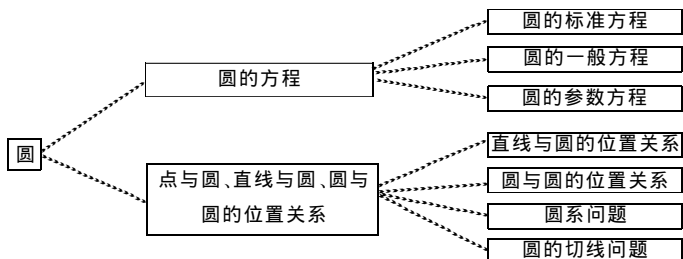 圆
圆的方程
圆的标准方程
圆的一般方程
圆的参数方程
点与圆、直线与圆、圆与
圆的位置关系
直线与圆的位置关系
圆与圆的位置关系
圆系问题
圆的切线问题